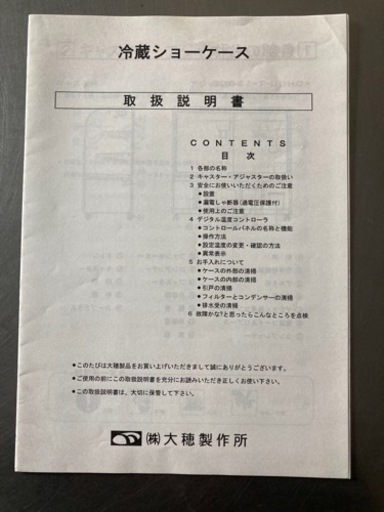 冷蔵ショーケース
取扱説明書
CONTENTS
目次
1 各部の名称
2 キャスター・アジャスターの取扱い
3 安全にお使いいただくためのご注意
●設置
●漏電しゃ断器(過電圧保護付)
●使用上のご注意
4 デジタル温度コントローラ
●コントロールパネルの名称と機能
●操作方法
●設定温度の変更・確認の方法
●異常表示
5 お手入れについて
●ケースの外部の清掃
●ケースの内部の清掃
●引戸の清掃
●フィルターとコンデンサーの清掃
●排水受の清掃
6 故障かな?と思ったらこんなところを点検
●このたびは大穂製品をお買い上げいただきまして誠にありがとうございます。
●ご使用の前にこの取扱説明書を充分にお読みいただき正しくお使い下さい。
●この取扱説明書は、大切に保管して下さい。
㈱大穂製作所